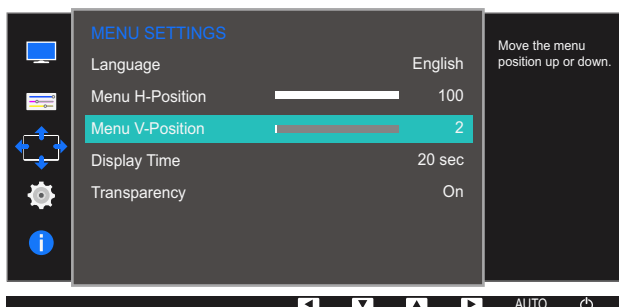 MENU SETTINGS
Language English
Menu H-Position 100
Menu V-Position 2
Display Time 20 sec
Transparency On
Move the menu
position up or down.
AUTO